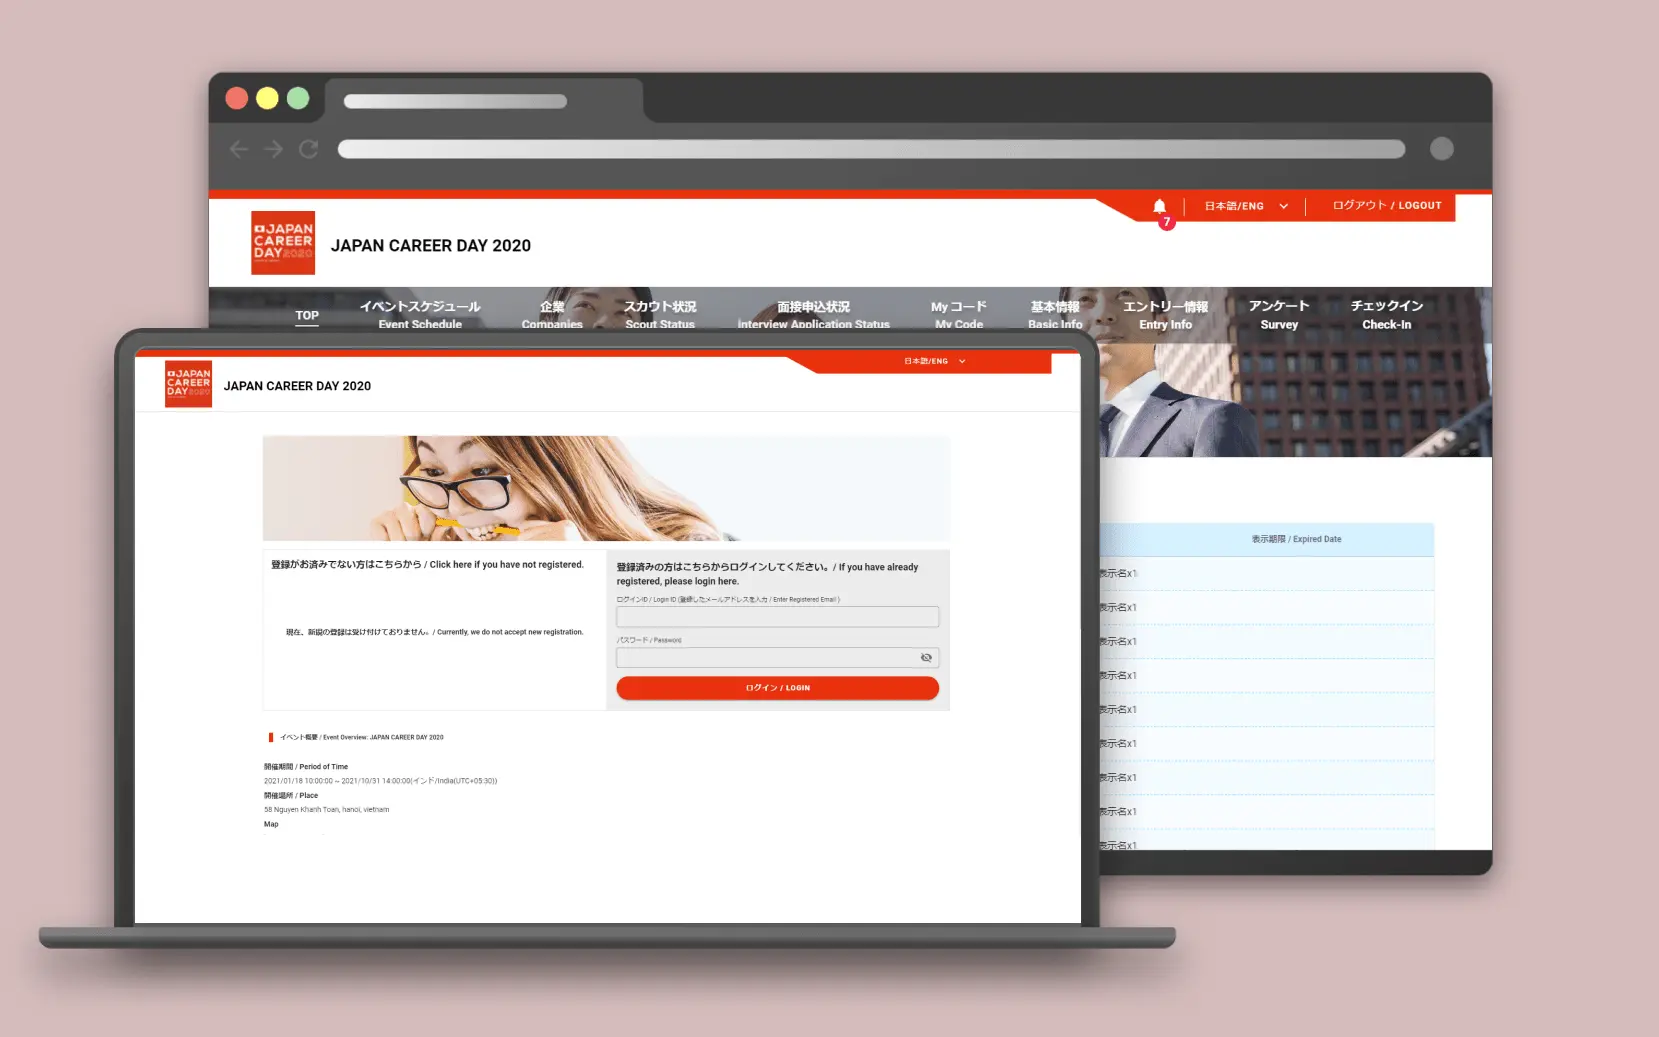 7
日本語/ENG
ログアウト / LOGOUT
JAPAN
CAREER
DAY 2020
JAPAN CAREER DAY 2020
TOP
イベントスケジュール
Event Schedule
企業
Companies
スカウト状況
Scout Status
面接申込状況
Interview Application Status
My コード
My Code
基本情報
Basic Info
エントリー情報
Entry Info
アンケート
Survey
チェックイン
Check-In
日本語/ENG
JAPAN
CAREER
DAY 2020
JAPAN CAREER DAY 2020
登録がお済みでない方はこちらから / Click here if you have not registered.
現在、新規の登録は受け付けておりません。/ Currently, we do not accept new registration.
登録済みの方はこちらからログインしてください。/ If you have already
registered, please login here.
ログインID / Login ID (登録したメールアドレスを入力 / Enter Registered Email )
パスワード / Password
ログイン / LOGIN
イベント概要 / Event Overview: JAPAN CAREER DAY 2020
開催期間 / Period of Time
2021/01/18 10:00:00 ~ 2021/10/31 14:00:00(インド/India(UTC+05:30))
開催場所 / Place
58 Nguyen Khanh Toan, hanoi, vietnam
Map
表示期限 / Expired Date
表示名x1
表示名x1
表示名x1
表示名x1
表示名x1
表示名x1
表示名x1
表示名x1
表示名x1